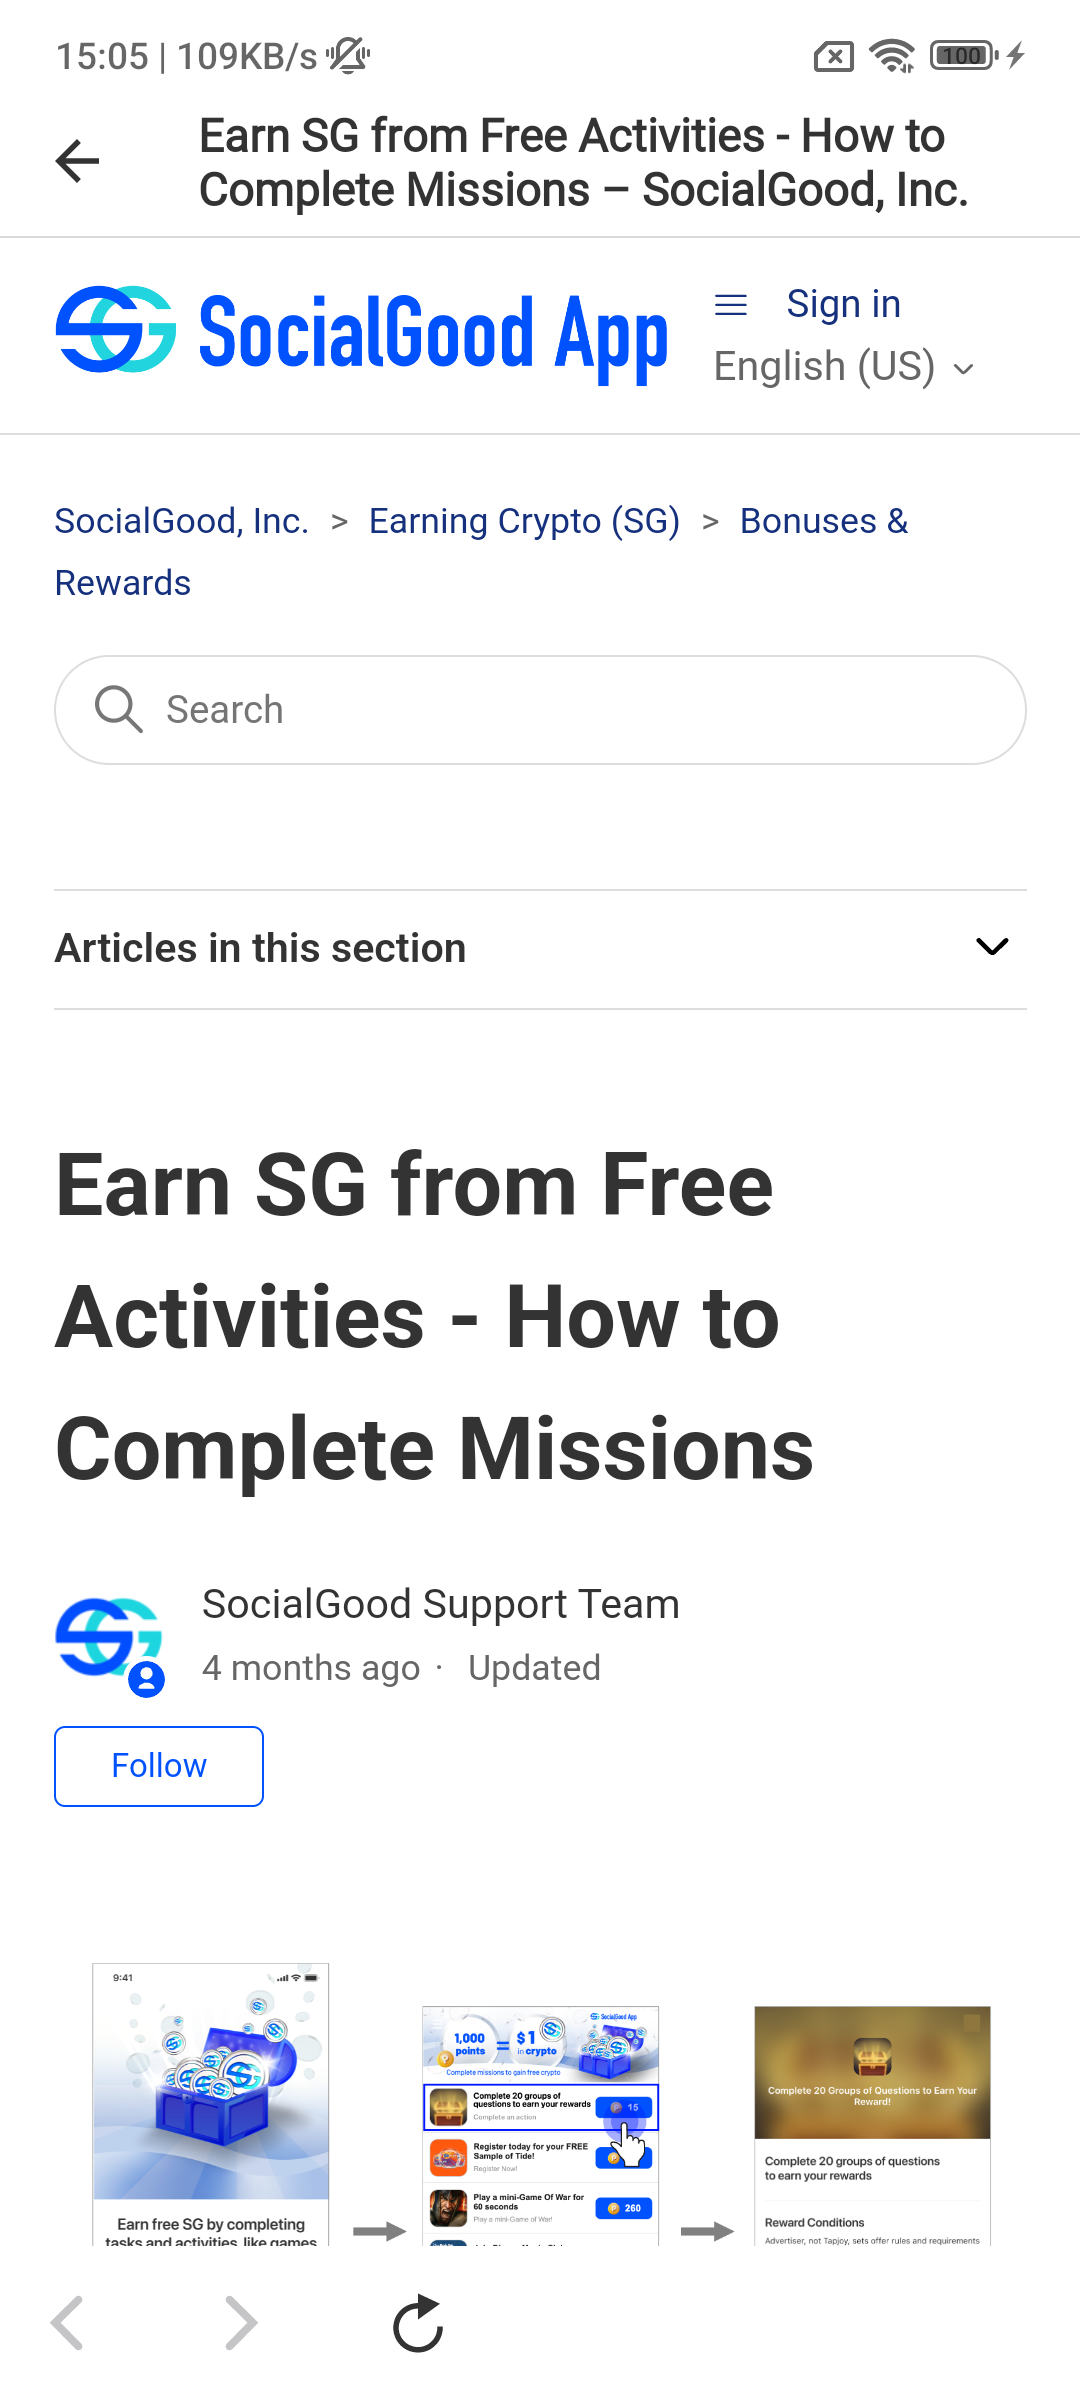 15:05 | 109KB/s
100
Earn SG from Free Activities - How to
Complete Missions – SocialGood, Inc.
SocialGood App
Sign in
English (US)
SocialGood, Inc. > Earning Crypto (SG) > Bonuses &
Rewards
Search
Articles in this section
Earn SG from Free
Activities - How to
Complete Missions
SocialGood Support Team
4 months ago · Updated
Follow
9:41
Earn free SG by completing
tasks and activities, like games
SocialGood App
1,000
points
=
$1
in crypto
Complete missions to gain free crypto
Complete 20 groups of
questions to earn your rewards
Complete an action
15
Register today for your FREE
Sample of Tide!
Register Now!
Play a mini-Game Of War for
60 seconds
Play a mini-Game of War!
260
Complete 20 Groups of Questions to Earn Your
Reward!
Complete 20 groups of questions
to earn your rewards
Reward Conditions
Advertiser, not Tapjoy, sets offer rules and requirements